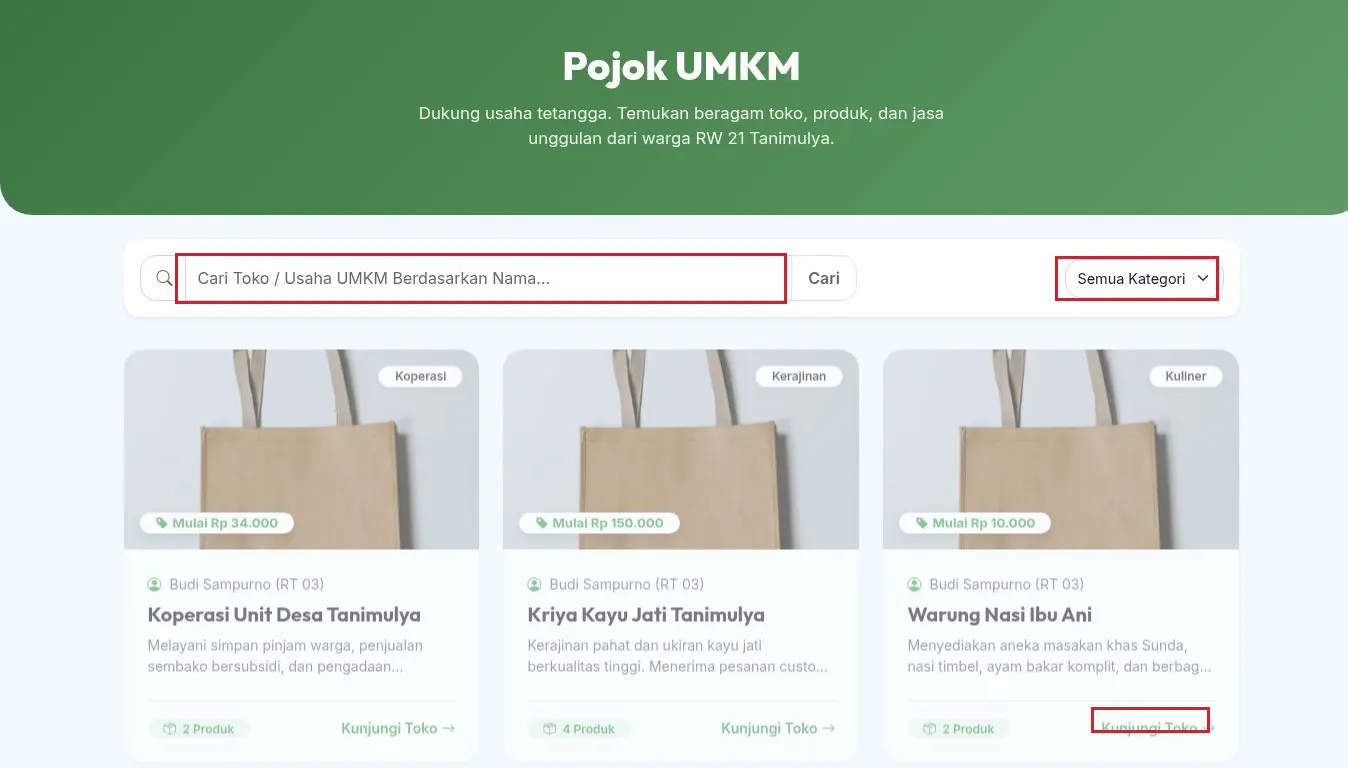 Pojok UMKM
Dukung usaha tetangga. Temukan beragam toko, produk, dan jasa
unggulan dari warga RW 21 Tanimulya.
Cari Toko / Usaha UMKM Berdasarkan Nama...
Cari
Semua Kategori
Koperasi
Mulai Rp 34.000
Budi Sampurno (RT 03)
Koperasi Unit Desa Tanimulya
Melayani simpan pinjam warga, penjualan
sembako bersubsidi, dan pengadaan...
2 Produk
Kunjungi Toko →
Kerajinan
Mulai Rp 150.000
Budi Sampurno (RT 03)
Kriya Kayu Jati Tanimulya
Kerajinan pahat dan ukiran kayu jati
berkualitas tinggi. Menerima pesanan custo...
4 Produk
Kunjungi Toko →
Kuliner
Mulai Rp 10.000
Budi Sampurno (RT 03)
Warung Nasi Ibu Ani
Menyediakan aneka masakan khas Sunda,
nasi timbel, ayam bakar komplit, dan berbag...
2 Produk
Kunjungi Toko →